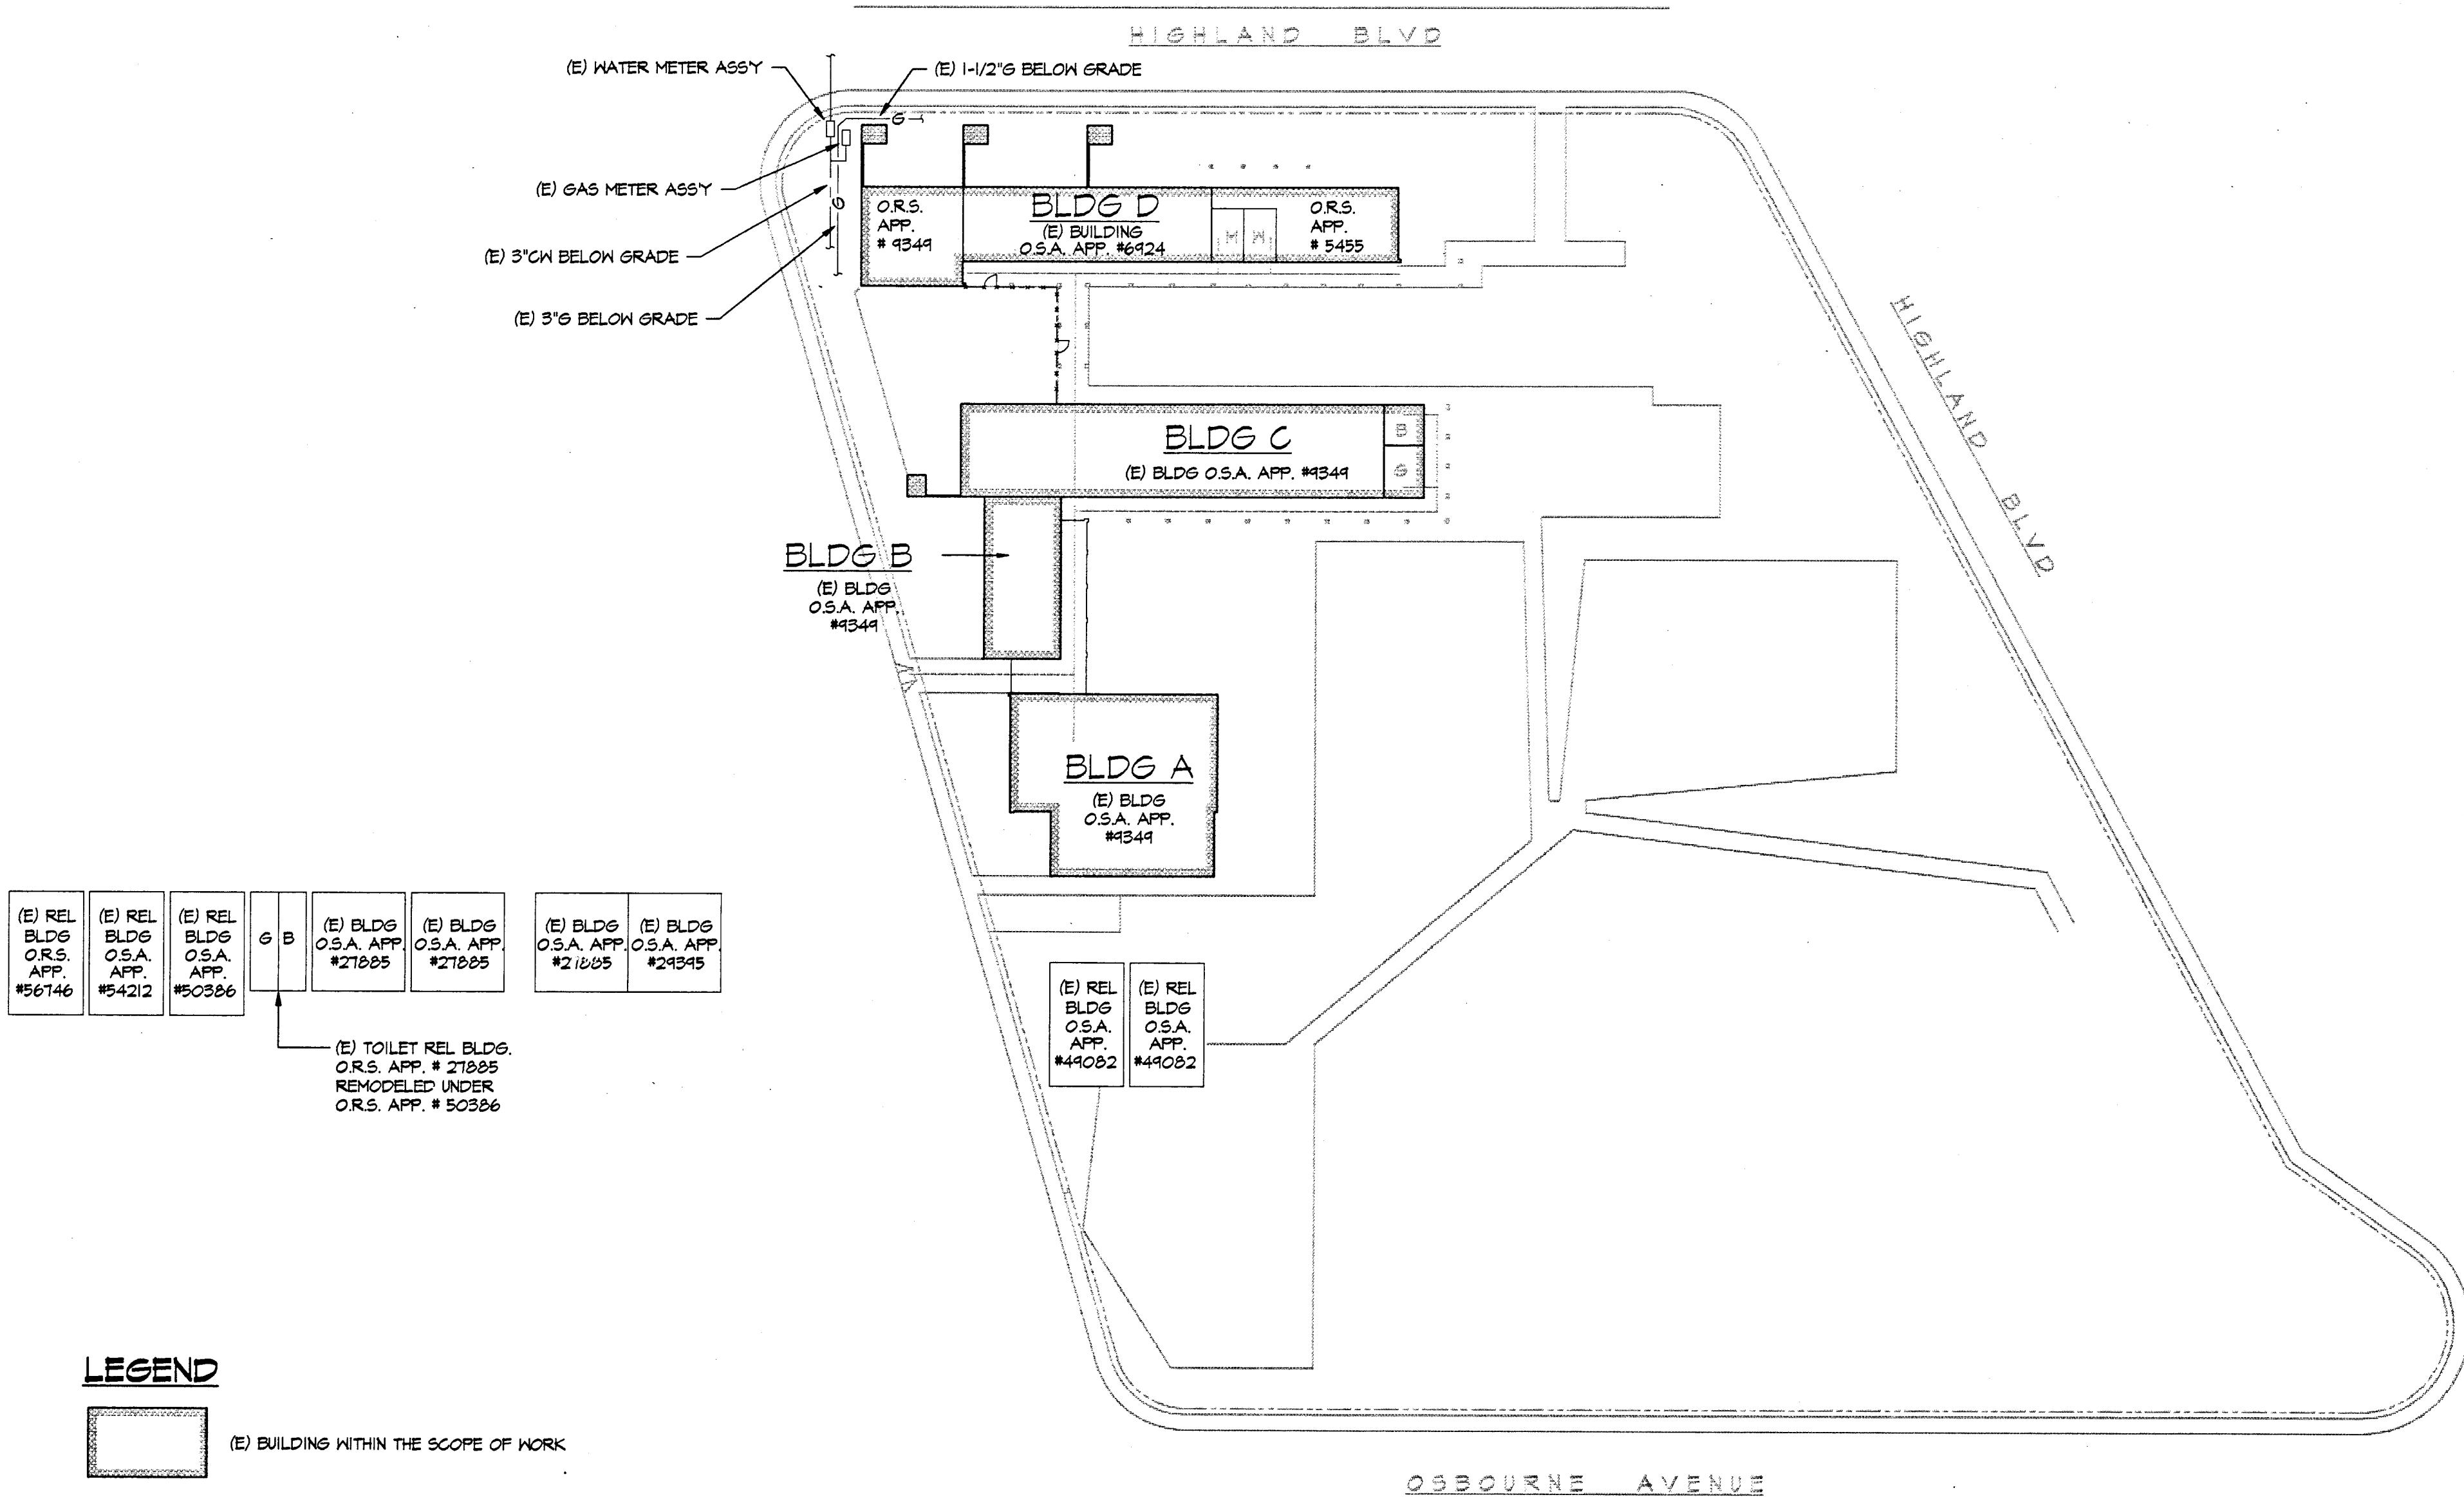 HIGHLAND BLVD
(E) WATER METER ASS'Y
(E) 1-1/2"G BELOW GRADE
G
(E) GAS METER ASS'Y
G
(E) 3"CW BELOW GRADE
(E) 3"G BELOW GRADE
O.R.S.
APP.
# 9349
BLDG D
(E) BUILDING
O.S.A. APP. #6924
M W
O.R.S.
APP.
# 5455
HIGHLAND BLVD
BLDG C
(E) BLDG O.S.A. APP. #9349
B
G
BLDG B
(E) BLDG
O.S.A. APP.
#9349
BLDG A
(E) BLDG
O.S.A. APP.
#9349
(E) REL
BLDG
O.R.S.
APP.
#56746
(E) REL
BLDG
O.S.A.
APP.
#54212
(E) REL
BLDG
O.S.A.
APP.
#50386
G B
(E) BLDG
O.S.A. APP.
#27885
(E) BLDG
O.S.A. APP.
#27885
(E) BLDG
O.S.A. APP.
(E) BLDG
O.S.A. APP.
#29395
(E) TOILET REL BLDG.
O.R.S. APP. # 27885
REMODELED UNDER
O.R.S. APP. # 50386
(E) REL
BLDG
O.S.A.
APP.
#49082
(E) REL
BLDG
O.S.A.
APP.
#49082
LEGEND
(E) BUILDING WITHIN THE SCOPE OF WORK
OSBOURNE AVENUE